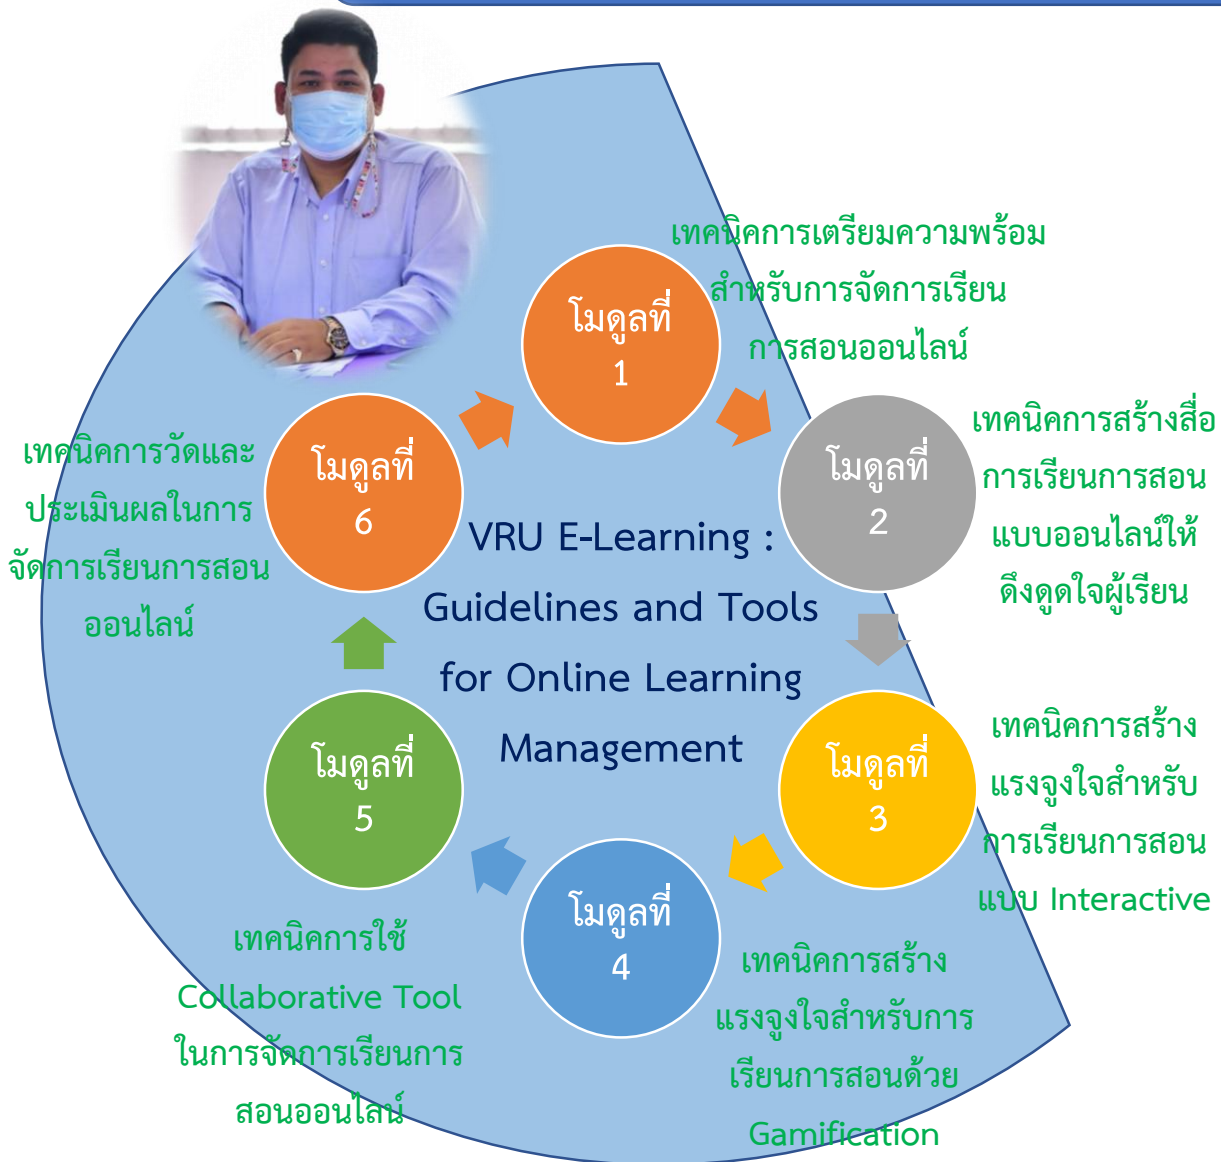 เทคนิคการเตรียมความพร้อม
สำหรับการจัดการเรียน
การสอนออนไลน์
โมดูลที่
1
เทคนิคการสร้างสื่อ
การเรียนการสอน
แบบออนไลน์ให้
ดึงดูดใจผู้เรียน
โมดูลที่
2
เทคนิคการสร้าง
แรงจูงใจสำหรับ
การเรียนการสอน
แบบ Interactive
โมดูลที่
3
เทคนิคการสร้าง
แรงจูงใจสำหรับการ
เรียนการสอนด้วย
Gamification
โมดูลที่
4
เทคนิคการใช้
Collaborative Tool
ในการจัดการเรียนการ
สอนออนไลน์
โมดูลที่
5
เทคนิคการวัดและ
ประเมินผลในการ
จัดการเรียนการสอน
ออนไลน์
โมดูลที่
6
VRU E-Learning :
Guidelines and Tools
for Online Learning
Management